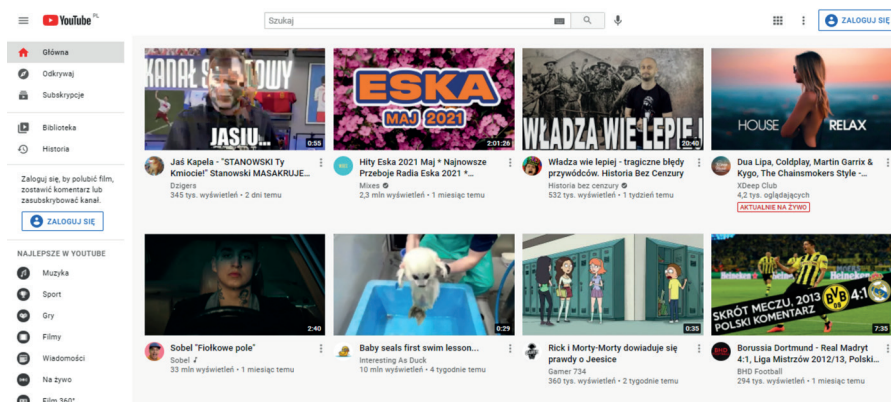 YouTube PL
Szukaj
ZALOGUJ SIĘ
Główna
Odkrywaj
Subskrypcje
Biblioteka
Historia
Zaloguj się, by polubić film,
zostawić komentarz lub
zasubskrybować kanał.
ZALOGUJ SIĘ
NAJLEPSZE W YOUTUBE
Muzyka
Sport
Gry
Filmy
Wiadomości
Na żywo
Film 360°
JASIU...
0:55
Jaś Kapela - "STANOWSKI Ty
Kmiocie!" Stanowski MASAKRUJE...
Dzigers
345 tys. wyświetleń • 2 dni temu
ESKA
MAJ 2021
2:01:26
Hity Eska 2021 Maj * Najnowsze
Przeboje Radia Eska 2021 *...
Mixes
2,3 mln wyświetleń • 1 miesiąc temu
WŁADZA WIE LEPIEJ
20:40
Władza wie lepiej - tragiczne błędy
przywódców. Historia Bez Cenzury
Historia bez cenzury
532 tys. wyświetleń • 1 tydzień temu
HOUSE RELAX
Dua Lipa, Coldplay, Martin Garrix &
Kygo, The Chainsmokers Style -...
XDeep Club
4,2 tys. oglądających
AKTUALNIE NA ŻYWO
2:40
Sobel "Fiołkowe pole"
Sobel
33 mln wyświetleń • 1 miesiąc temu
0:29
Baby seals first swim lesson...
Interesting As Duck
10 mln wyświetleń • 4 tygodnie temu
0:35
Rick i Morty-Morty dowiaduje się
prawdy o Jeesice
Gamer 734
360 tys. wyświetleń • 2 tygodnie temu
Heineken
SKRÓT MECZU, 2013 BVB 09 4:1
POLSKI KOMENTARZ
7:35
Borussia Dortmund - Real Madryt
4:1, Liga Mistrzów 2012/13, Polski...
BHD Football
294 tys. wyświetleń • 1 miesiąc temu